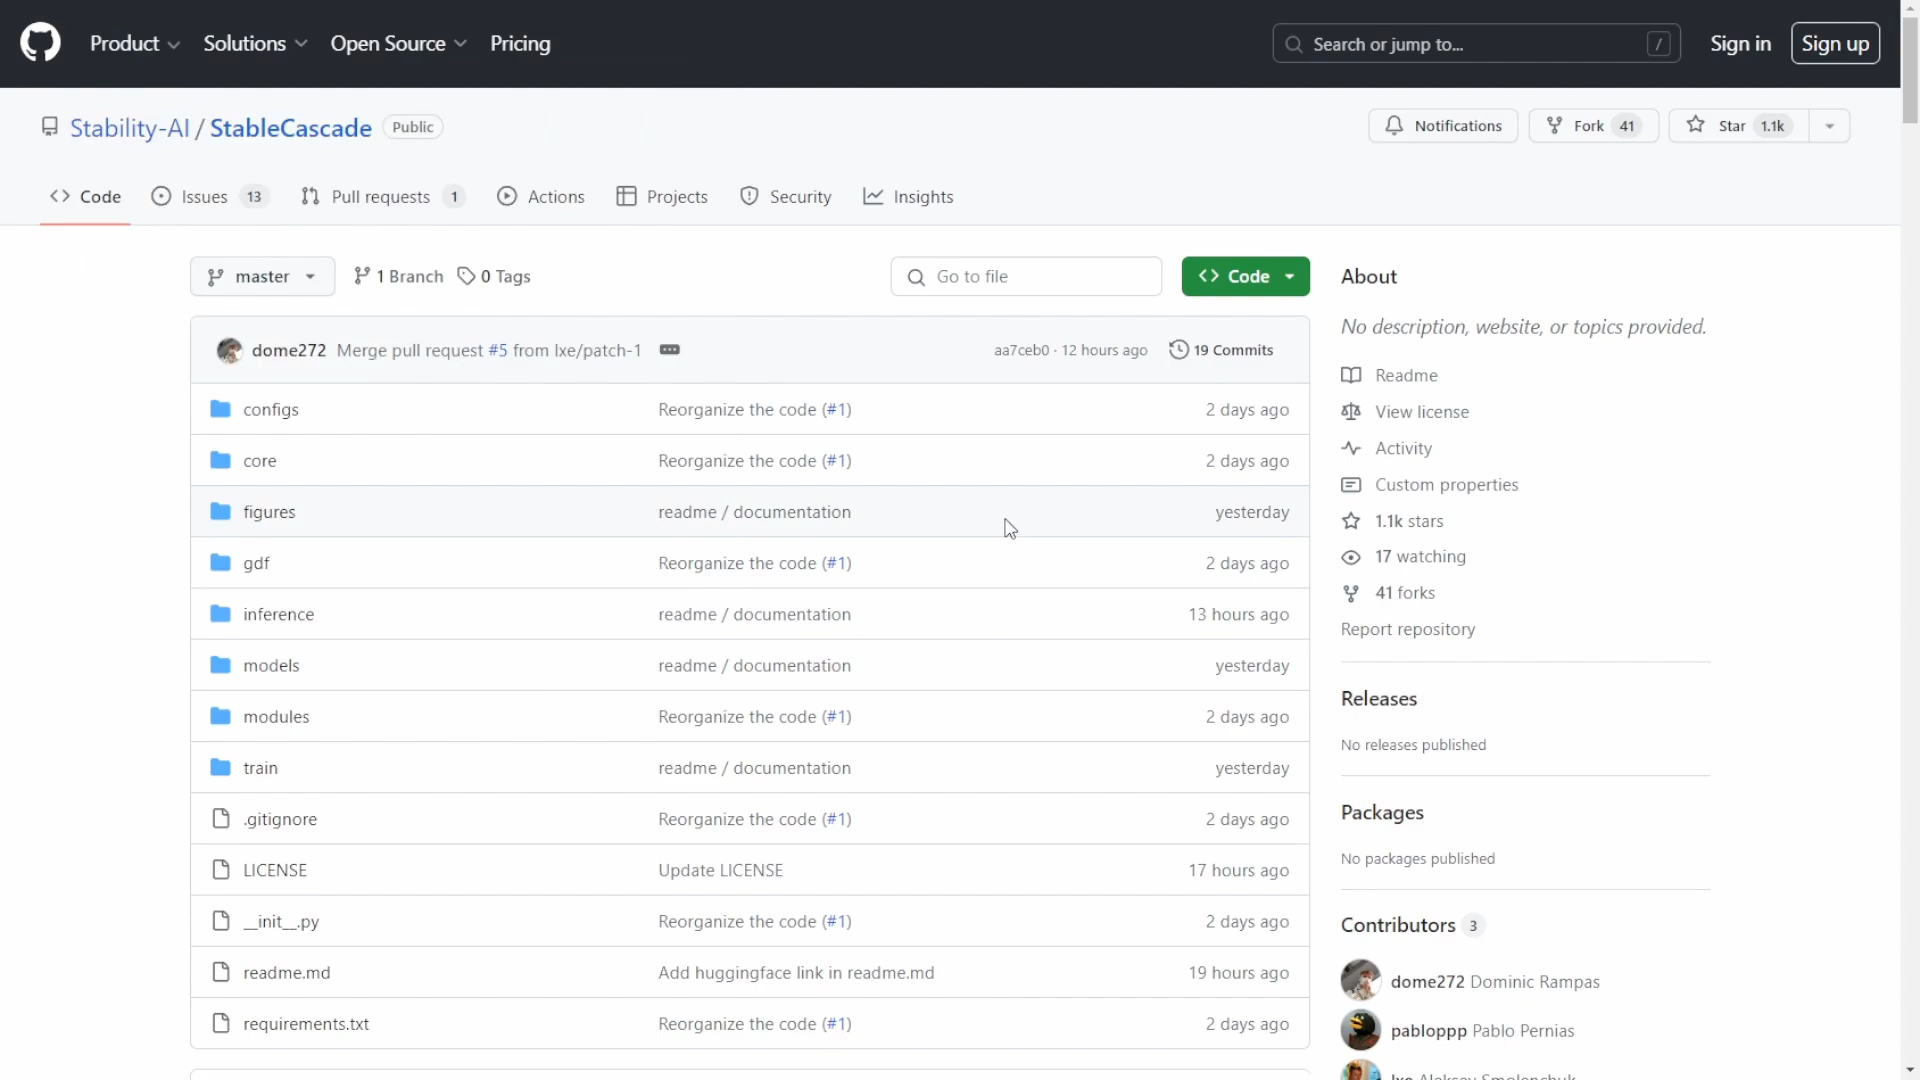 Product Solutions Open Source Pricing Search or jump to... / Sign in Sign up
Stability-AI / StableCascade Public Notifications Fork 41 Star 1.1k
Code Issues 13 Pull requests 1 Actions Projects Security Insights
master 1 Branch 0 Tags Go to file Code
dome272 Merge pull request #5 from lxe/patch-1 aa7ceb0 · 12 hours ago 19 Commits
configs Reorganize the code (#1) 2 days ago
core Reorganize the code (#1) 2 days ago
figures readme / documentation yesterday
gdf Reorganize the code (#1) 2 days ago
inference readme / documentation 13 hours ago
models readme / documentation yesterday
modules Reorganize the code (#1) 2 days ago
train readme / documentation yesterday
.gitignore Reorganize the code (#1) 2 days ago
LICENSE Update LICENSE 17 hours ago
__init__.py Reorganize the code (#1) 2 days ago
readme.md Add huggingface link in readme.md 19 hours ago
requirements.txt Reorganize the code (#1) 2 days ago
About
No description, website, or topics provided.
Readme
View license
Activity
Custom properties
1.1k stars
17 watching
41 forks
Report repository
Releases
No releases published
Packages
No packages published
Contributors 3
dome272 Dominic Rampas
pabloppp Pablo Pernias
lxe Aleksey Smolenchuk